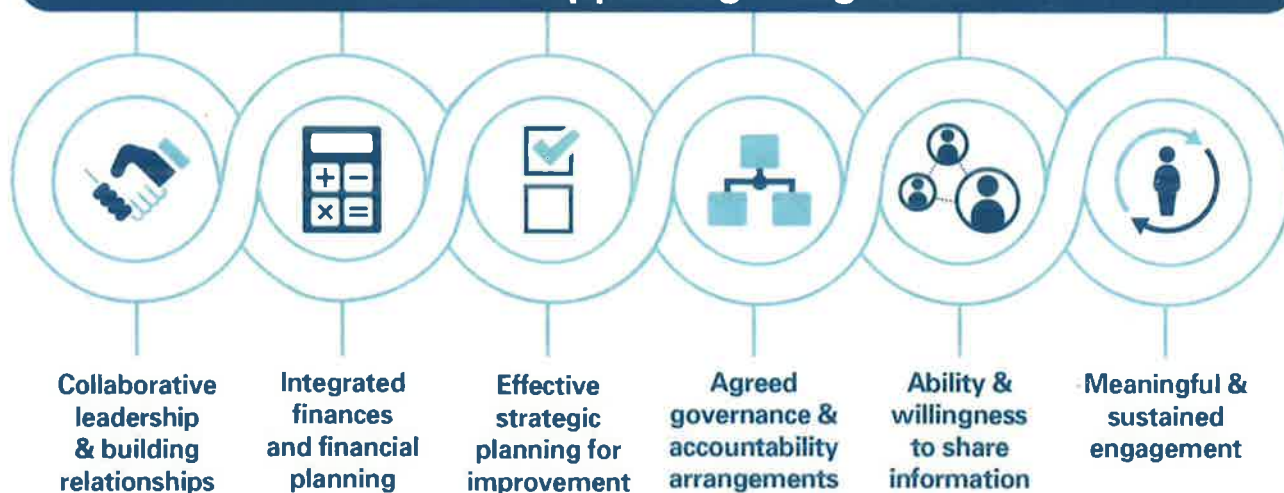 Collaborative
leadership
& building
relationships
Integrated
finances
and financial
planning
Effective
strategic
planning for
improvement
Agreed
governance &
accountability
arrangements
Ability &
willingness
to share
information
Meaningful &
sustained
engagement